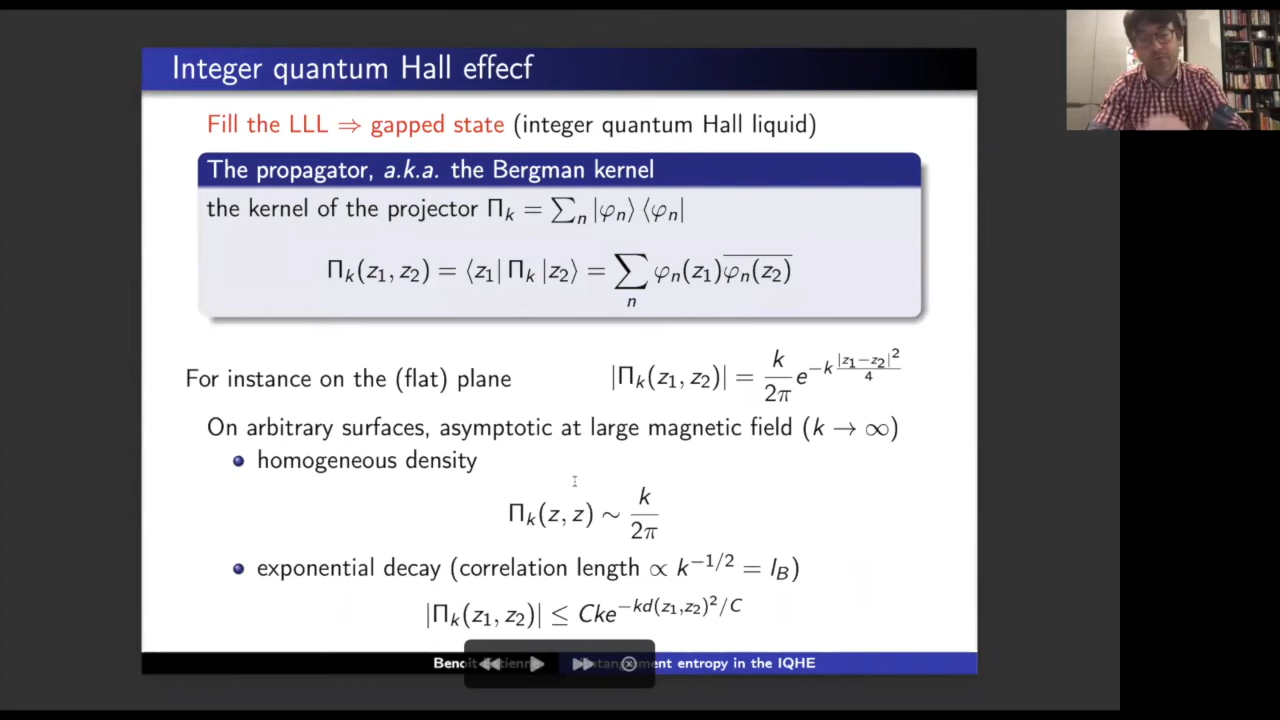 Integer quantum Hall effecf
Fill the LLL ⇒ gapped state (integer quantum Hall liquid)
The propagator, a.k.a. the Bergman kernel
the kernel of the projector Π_k = ∑_n |φ_n⟩ ⟨φ_n|
Π_k(z_1, z_2) = ⟨z_1| Π_k |z_2⟩ = ∑_n φ_n(z_1)\overline{φ_n(z_2)}
For instance on the (flat) plane |Π_k(z_1, z_2)| = \frac{k}{2π} e^{-k \frac{|z_1-z_2|^2}{4}}
On arbitrary surfaces, asymptotic at large magnetic field (k → ∞)
homogeneous density
Π_k(z, z) ∼ \frac{k}{2π}
exponential decay (correlation length ∝ k^{-1/2} = l_B)
|Π_k(z_1, z_2)| ≤ Cke^{-kd(z_1,z_2)^2/C}
entropy in the IQHE